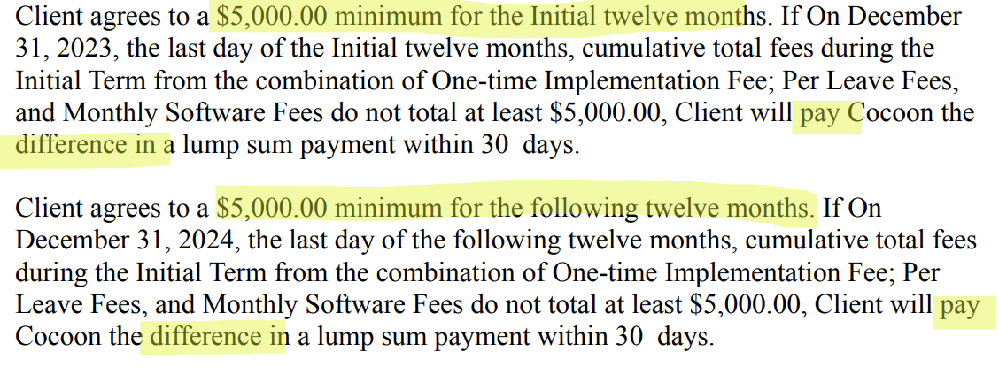 Client agrees to a $5,000.00 minimum for the Initial twelve months. If On December
31, 2023, the last day of the Initial twelve months, cumulative total fees during the
Initial Term from the combination of One-time Implementation Fee; Per Leave Fees,
and Monthly Software Fees do not total at least $5,000.00, Client will pay Cocoon the
difference in a lump sum payment within 30  days.
Client agrees to a $5,000.00 minimum for the following twelve months. If On
December 31, 2024, the last day of the following twelve months, cumulative total fees
during the Initial Term from the combination of One-time Implementation Fee; Per
Leave Fees, and Monthly Software Fees do not total at least $5,000.00, Client will pay
Cocoon the difference in a lump sum payment within 30  days.